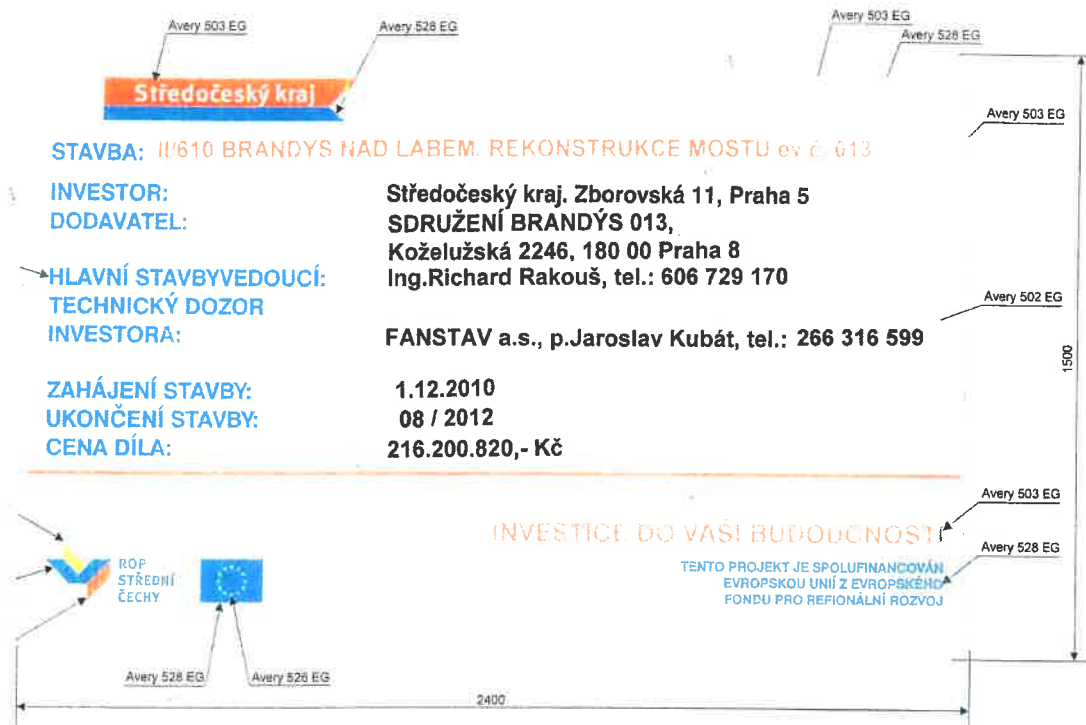 Avery 503 EG
Avery 528 EG
Avery 503 EG
Avery 528 EG
Středočeský kraj
Avery 503 EG
STAVBA: II/610 BRANDYS NAD LABEM. REKONSTRUKCE MOSTU ev č. 013
INVESTOR: Středočeský kraj. Zborovská 11, Praha 5
DODAVATEL: SDRUŽENÍ BRANDÝS 013,
Koželužská 2246, 180 00 Praha 8
HLAVNÍ STAVBYVEDOUCÍ: Ing.Richard Rakouš, tel.: 606 729 170
TECHNICKÝ DOZOR
INVESTORA: FANSTAV a.s., p.Jaroslav Kubát, tel.: 266 316 599
Avery 502 EG
1500
ZAHÁJENÍ STAVBY: 1.12.2010
UKONČENÍ STAVBY: 08 / 2012
CENA DÍLA: 216.200.820,- Kč
Avery 503 EG
INVESTICE DO VAŠÍ BUDOUCNOSTI
Avery 528 EG
ROP
STŘEDNÍ
ČECHY
TENTO PROJEKT JE SPOLUFINANCOVÁN
EVROPSKOU UNIÍ Z EVROPSKÉHO
FONDU PRO REFIONÁLNÍ ROZVOJ
Avery 528 EG
Avery 526 EG
2400